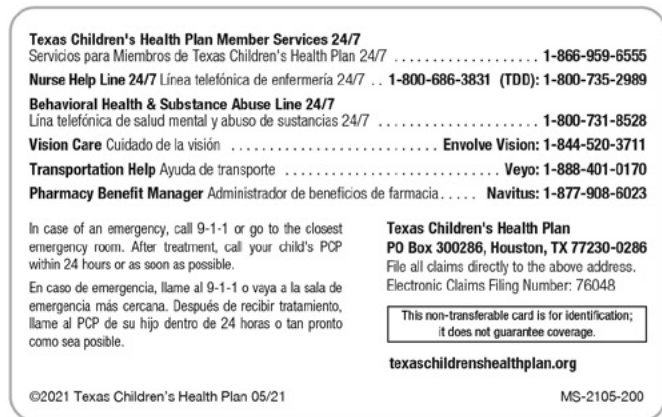 Texas Children's Health Plan Member Services 24/7
Servicios para Miembros de Texas Children's Health Plan 24/7 . . . . . . . . . . . . . . . . . . . 1-866-959-6555
Nurse Help Line 24/7 Línea telefónica de enfermería 24/7 . . 1-800-686-3831 (TDD): 1-800-735-2989
Behavioral Health & Substance Abuse Line 24/7
Lína telefónica de salud mental y abuso de sustancias 24/7 . . . . . . . . . . . . . . . . . . . . . 1-800-731-8528
Vision Care Cuidado de la visión . . . . . . . . . . . . . . . . . . . . . . . . . . . Envolve Vision: 1-844-520-3711
Transportation Help Ayuda de transporte . . . . . . . . . . . . . . . . . . . . . . . . . . . . Veyo: 1-888-401-0170
Pharmacy Benefit Manager Administrador de beneficios de farmacia . . . . . Navitus: 1-877-908-6023
In case of an emergency, call 9-1-1 or go to the closest
emergency room. After treatment, call your child's PCP
within 24 hours or as soon as possible.
En caso de emergencia, llame al 9-1-1 o vaya a la sala de
emergencia más cercana. Después de recibir tratamiento,
llame al PCP de su hijo dentro de 24 horas o tan pronto
como sea posible.
Texas Children's Health Plan
PO Box 300286, Houston, TX 77230-0286
File all claims directly to the above address.
Electronic Claims Filing Number: 76048
This non-transferable card is for identification;
it does not guarantee coverage.
texaschildrenshealthplan.org
©2021 Texas Children's Health Plan 05/21
MS-2105-200